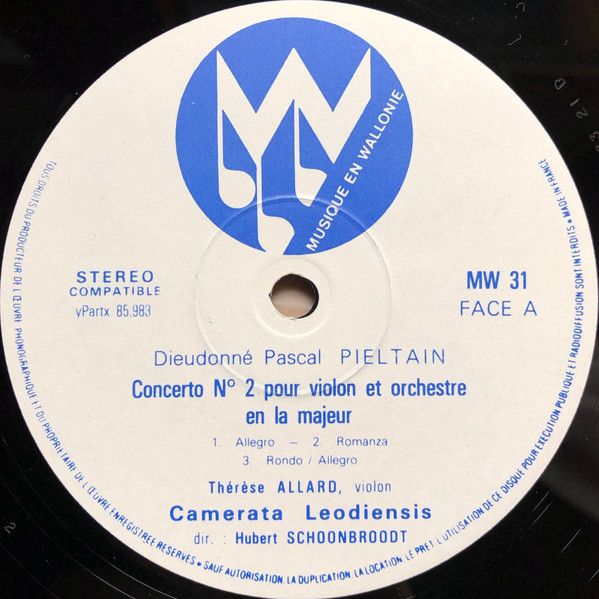 MUSIQUE EN WALLONIE
STEREO
COMPATIBLE
vPartx 85.983
MW 31
FACE A
Dieudonné Pascal PIELTAIN
Concerto N° 2 pour violon et orchestre
en la majeur
1. Allegro – 2. Romanza
3. Rondo / Allegro
Thérèse ALLARD, violon
Camerata Leodiensis
dir. : Hubert SCHOONBROODT
TOUS DROITS DU PRODUCTEUR DE L'ŒUVRE PHONOGRAPHIQUE ET DU PROPRIETAIRE DE L'ŒUVRE ENREGISTREE RESERVES • SAUF AUTORISATION LA DUPLICATION, LA LOCATION, LE PRET, L'UTILISATION DE CE DISQUE POUR EXECUTION PUBLIQUE ET RADIODIFFUSION SONT INTERDITES • MADE IN FRANCE